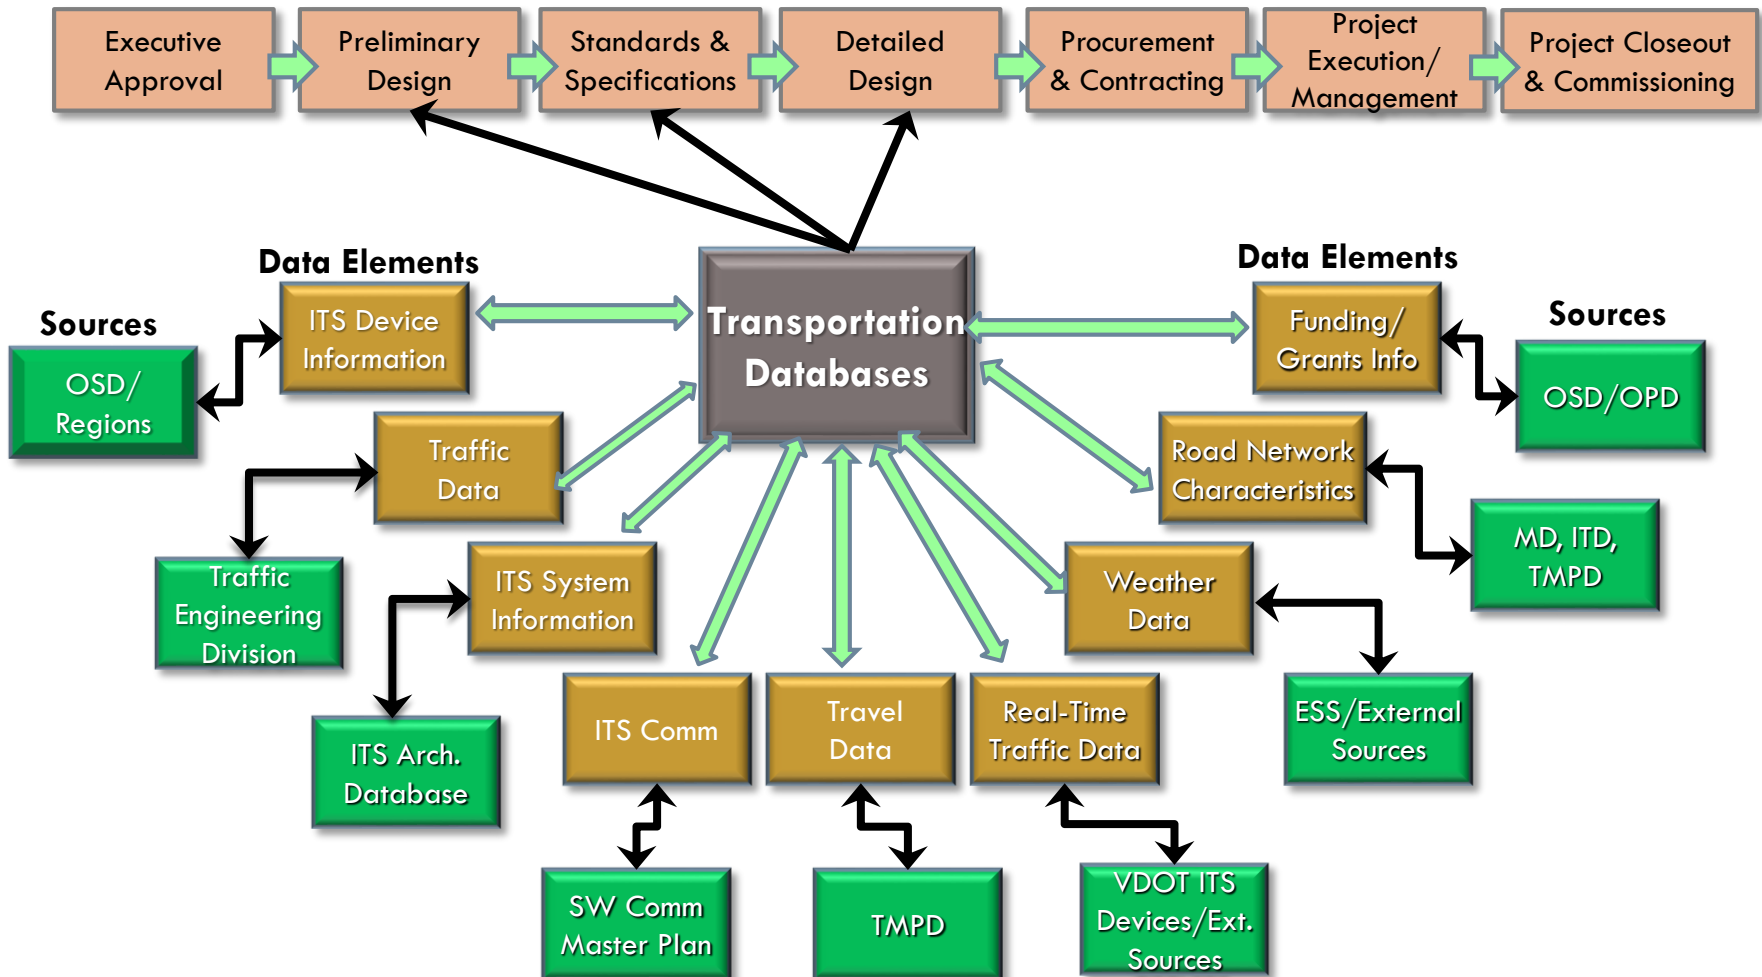 Executive
Approval
Preliminary
Design
Standards &
Specifications
Detailed
Design
Procurement
& Contracting
Project
Execution/
Management
Project Closeout
& Commissioning
Data Elements
Data Elements
Sources
Sources
Transportation
Databases
ITS Device
Information
OSD/
Regions
Funding/
Grants Info
OSD/OPD
Traffic
Data
Road Network
Characteristics
Traffic
Engineering
Division
MD, ITD,
TMPD
ITS System
Information
Weather
Data
ITS Arch.
Database
ESS/External
Sources
ITS Comm
Travel
Data
Real-Time
Traffic Data
SW Comm
Master Plan
TMPD
VDOT ITS
Devices/Ext.
Sources